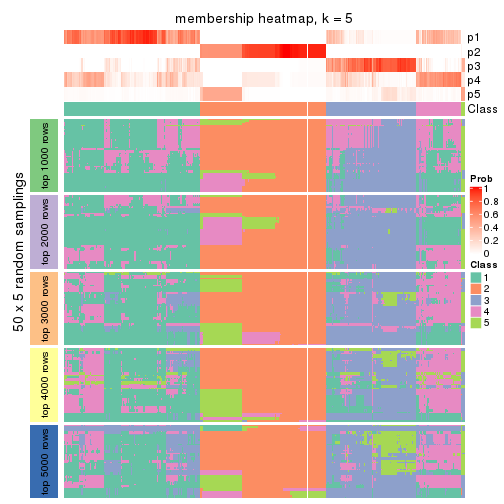 membership heatmap, k = 5
p1
p2
p3
p4
p5
Class
50 x 5 random samplings
top 1000 rows
top 2000 rows
top 3000 rows
top 4000 rows
top 5000 rows
Prob
1
0.8
0.6
0.4
0.2
0
Class
1
2
3
4
5